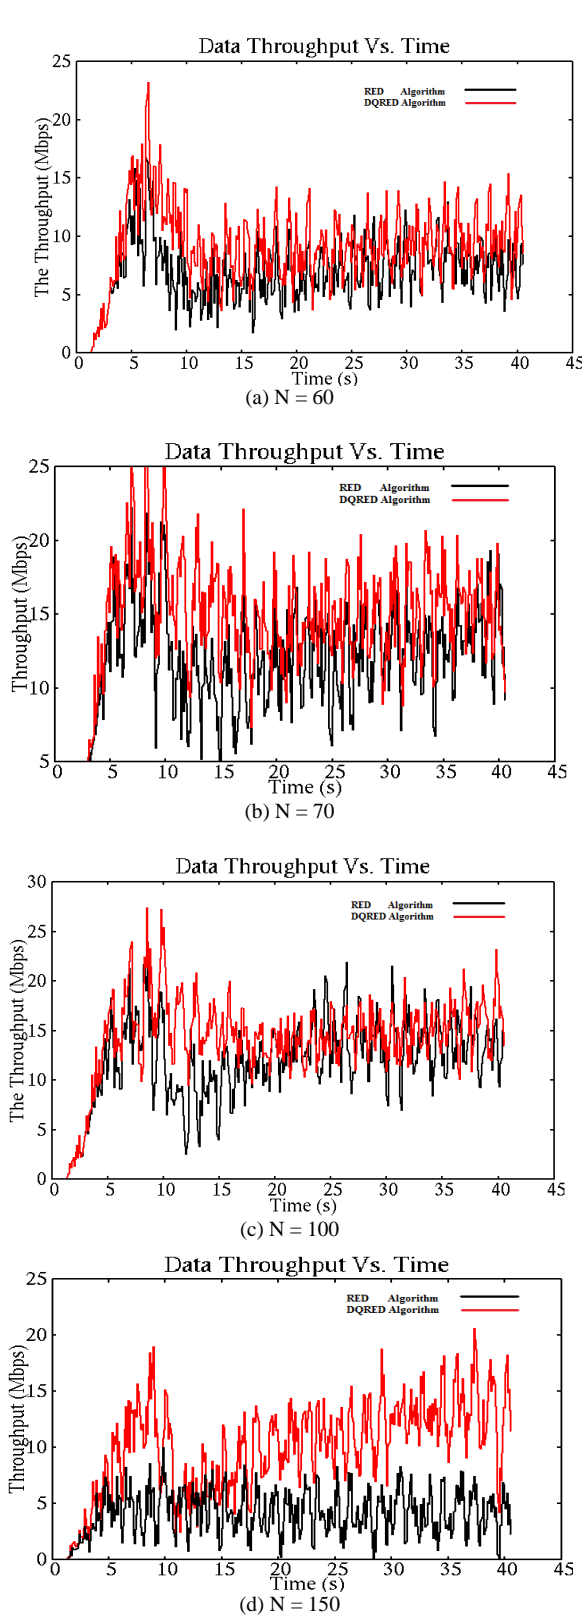 Data Throughput Vs. Time
25
RED Algorithm
DQRED Algorithm
20
15
10
5
0
The Throughput (Mbps)
5 10 15 20 25 30 35 40 45
Time (s)
(a) N = 60
Data Throughput Vs. Time
25
RED Algorithm
DQRED Algorithm
20
15
10
5
Throughput (Mbps)
0 5 10 15 20 25 30 35 40 45
Time (s)
(b) N = 70
Data Throughput Vs. Time
30
RED Algorithm
DQRED Algorithm
25
20
15
10
5
0
The Throughput (Mbps)
5 10 15 20 25 30 35 40 45
Time (s)
(c) N = 100
Data Throughput Vs. Time
25
RED Algorithm
DQRED Algorithm
20
15
10
5
0
Throughput (Mbps)
0 5 10 15 20 25 30 35 40 45
Time (s)
(d) N = 150